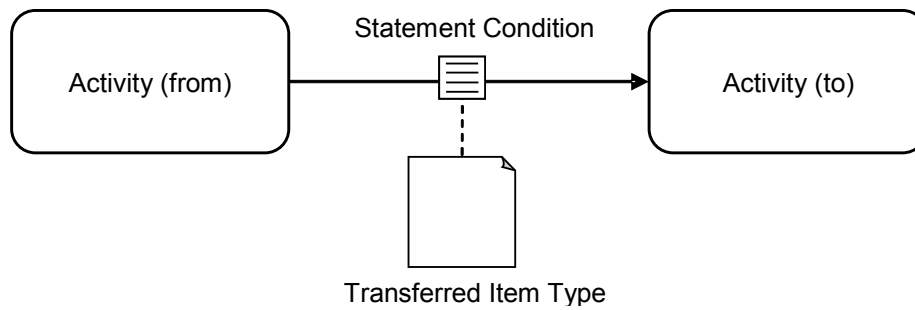 Statement Condition
Activity (from)
Activity (to)
Transferred Item Type